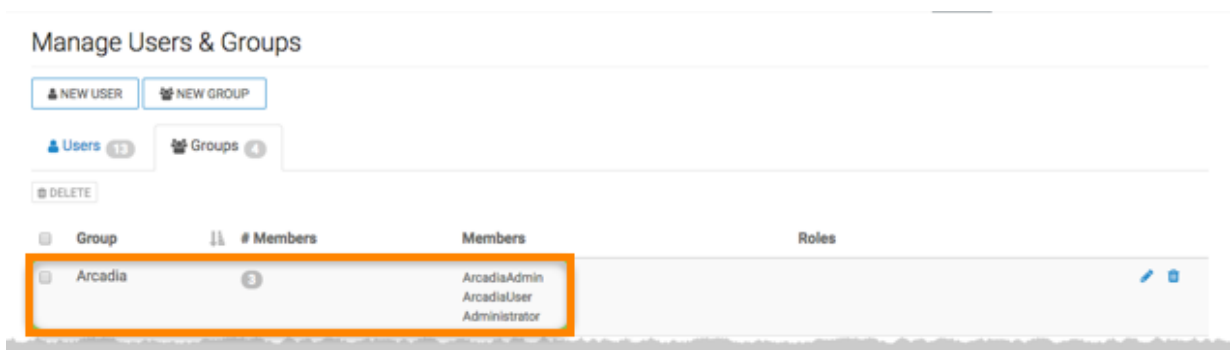 Manage Users & Groups
NEW USER NEW GROUP
Users 13 Groups 4
DELETE
Group # Members Members Roles
Arcadia 3 ArcadiaAdmin
ArcadiaUser
Administrator